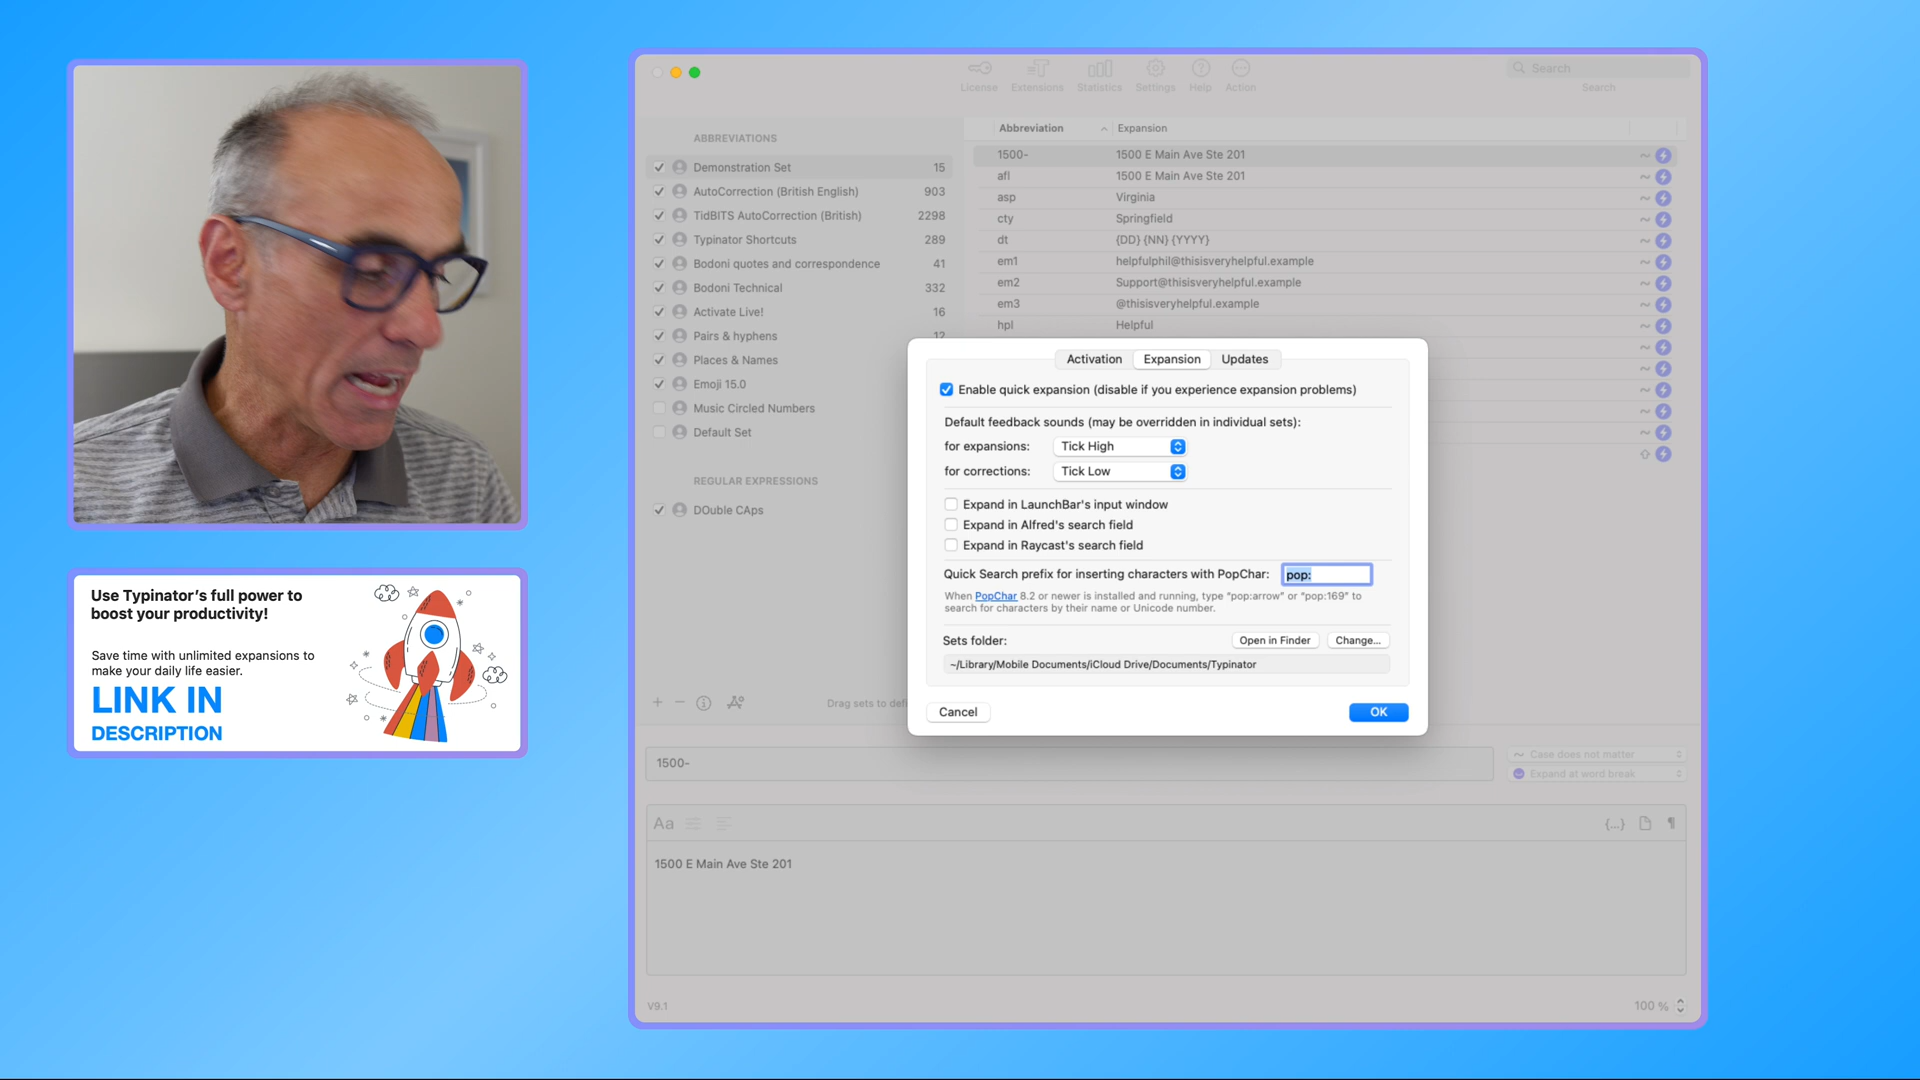 License
Extensions
Statistics
Settings
Help
Action
Search
Search
ABBREVIATIONS
Demonstration Set 15
AutoCorrection (British English) 903
TidBITS AutoCorrection (British) 2298
Typinator Shortcuts 289
Bodoni quotes and correspondence 41
Bodoni Technical 332
Activate Live! 16
Pairs & hyphens 12
Places & Names
Emoji 15.0
Music Circled Numbers
Default Set
REGULAR EXPRESSIONS
DOuble CAps
Drag sets to defi
Abbreviation Expansion
1500- 1500 E Main Ave Ste 201
afl 1500 E Main Ave Ste 201
asp Virginia
cty Springfield
dt {DD} {NN} {YYYY}
em1 helpfulphil@thisisveryhelpful.example
em2 Support@thisisveryhelpful.example
em3 @thisisveryhelpful.example
hpl Helpful
Activation Expansion Updates
Enable quick expansion (disable if you experience expansion problems)
Default feedback sounds (may be overridden in individual sets):
for expansions: Tick High
for corrections: Tick Low
Expand in LaunchBar's input window
Expand in Alfred's search field
Expand in Raycast's search field
Quick Search prefix for inserting characters with PopChar: pop:
When PopChar 8.2 or newer is installed and running, type "pop:arrow" or "pop:169" to
search for characters by their name or Unicode number.
Sets folder: Open in Finder Change...
~/Library/Mobile Documents/iCloud Drive/Documents/Typinator
Cancel OK
1500-
Case does not matter
Expand at word break
Aa
{...}
¶
1500 E Main Ave Ste 201
V9.1
100 %
Use Typinator's full power to
boost your productivity!
Save time with unlimited expansions to
make your daily life easier.
LINK IN
DESCRIPTION